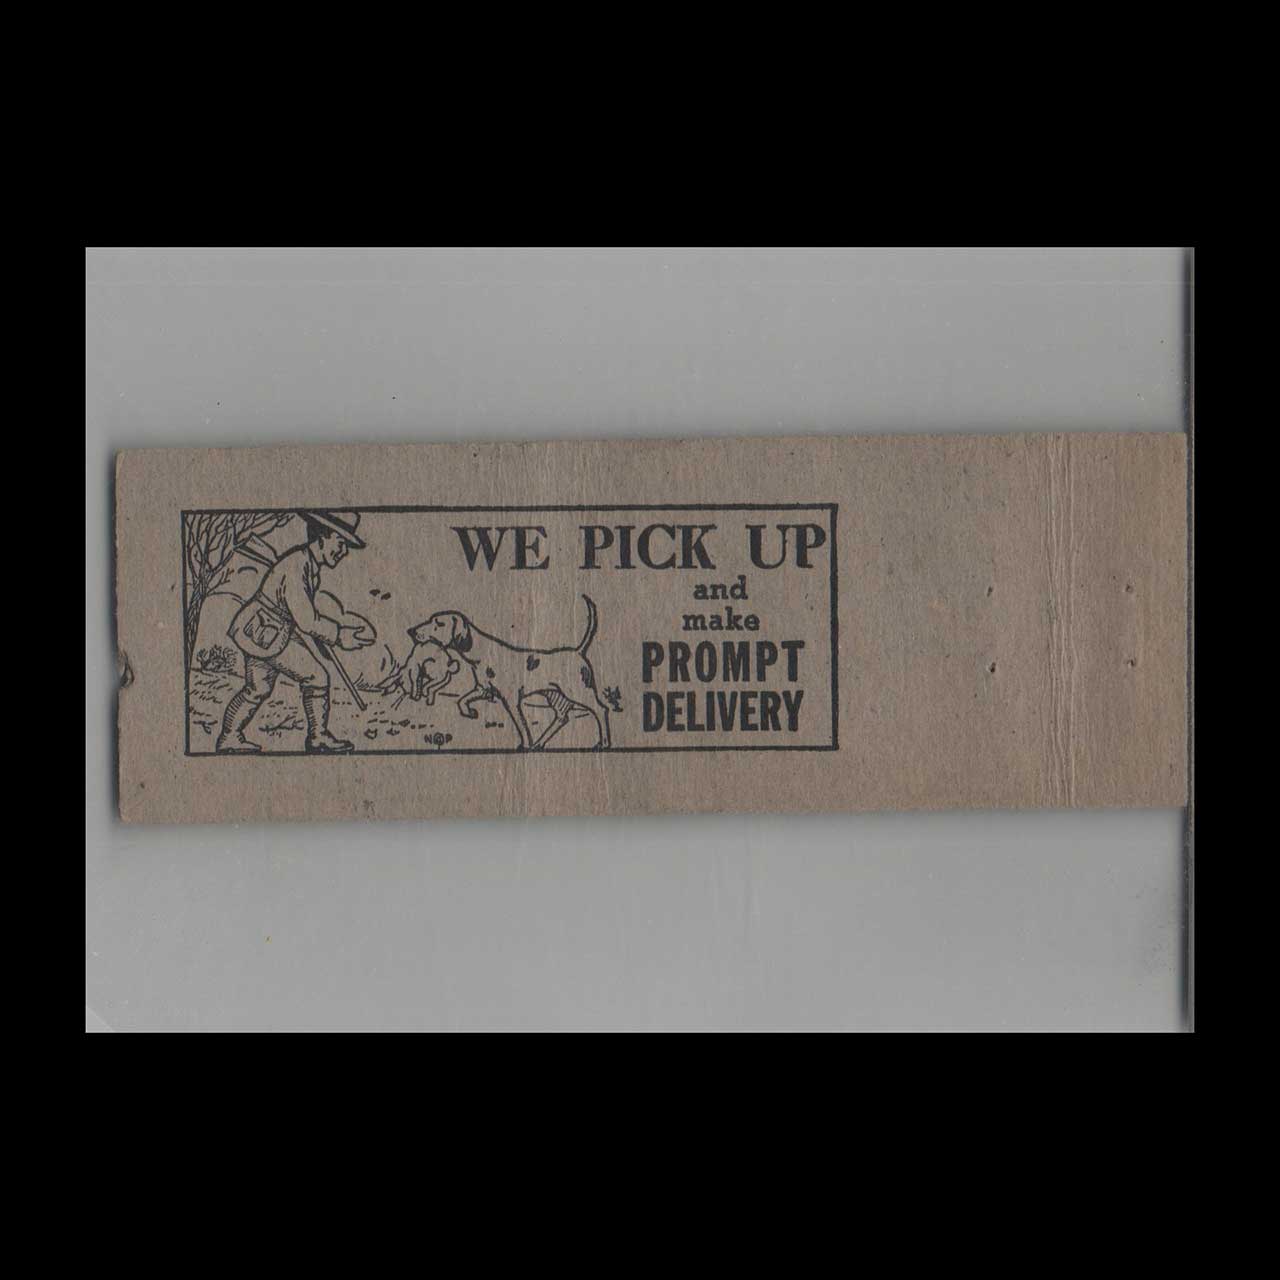 WE PICK UP
and
make
PROMPT
DELIVERY